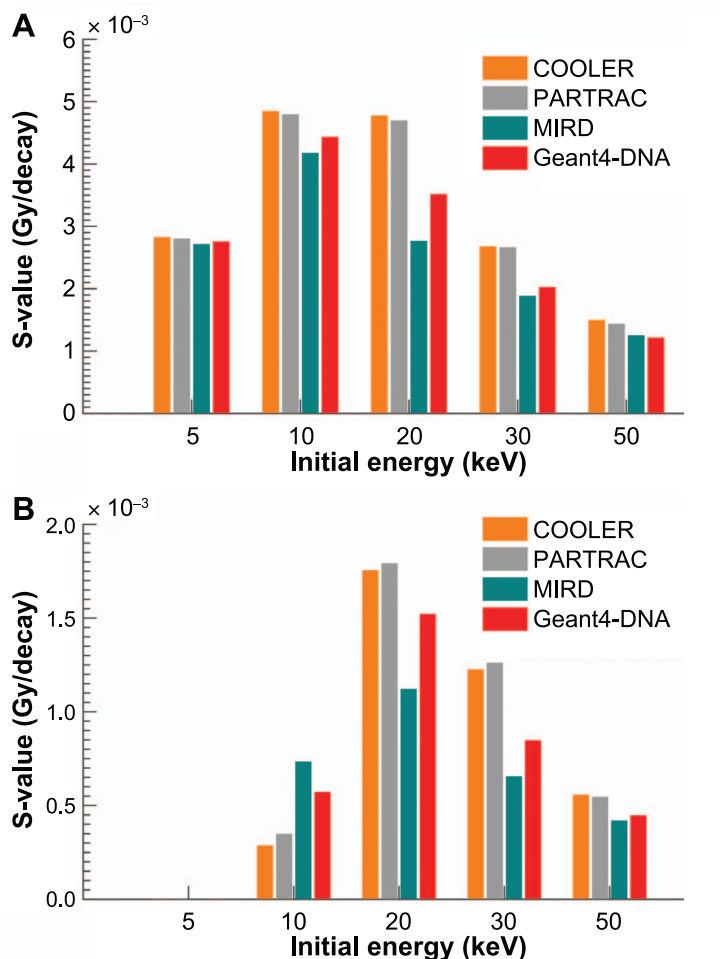 A
× 10⁻³
6
5
4
3
2
1
0
S-value (Gy/decay)
COOLER
PARTRAC
MIRD
Geant4-DNA
5 10 20 30 50
Initial energy (keV)
B
× 10⁻³
2.0
1.5
1.0
0.5
0.0
S-value (Gy/decay)
COOLER
PARTRAC
MIRD
Geant4-DNA
5 10 20 30 50
Initial energy (keV)